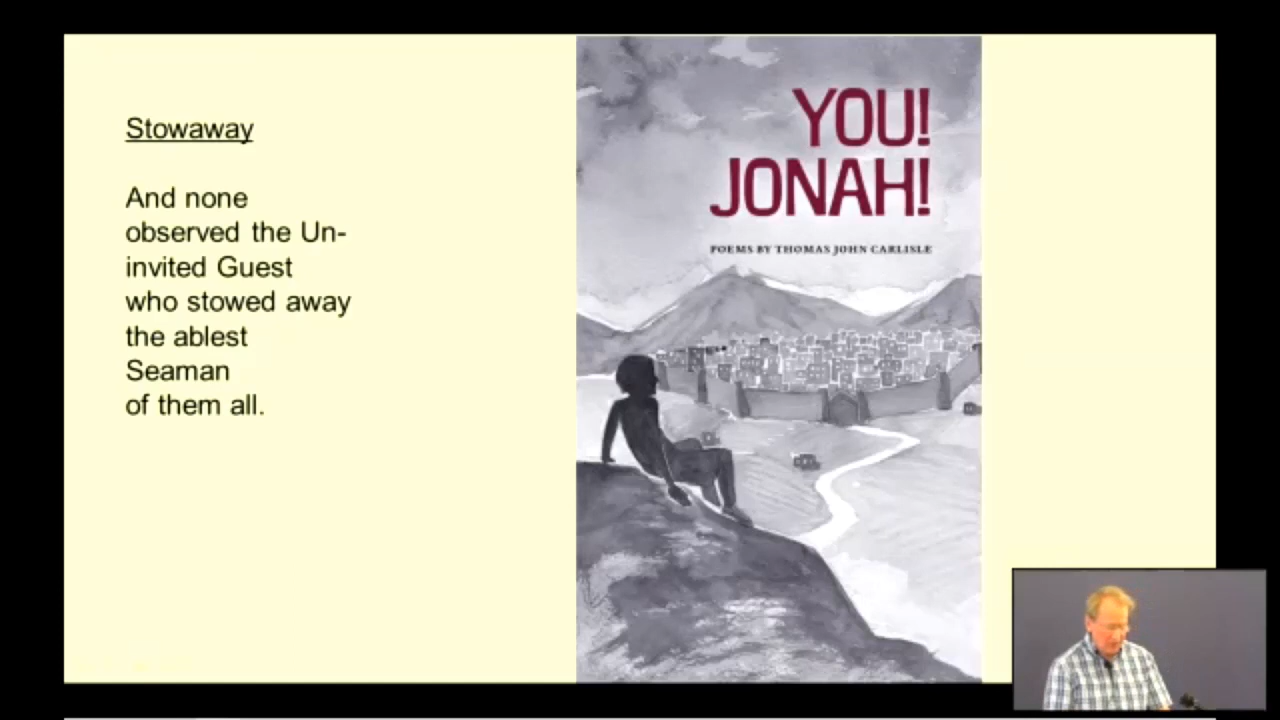 Stowaway
And none
observed the Un-
invited Guest
who stowed away
the ablest
Seaman
of them all.
YOU!
JONAH!
POEMS BY THOMAS JOHN CARLISLE